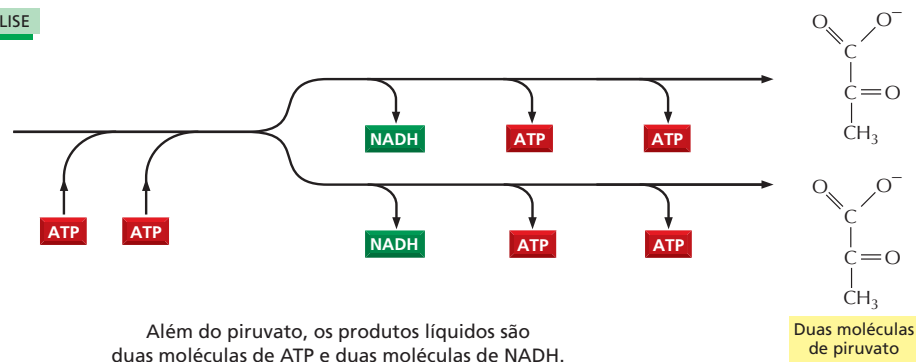 LISE
O O⁻
C
C=O
CH₃
NADH ATP ATP
ATP ATP
O O⁻
C
C=O
CH₃
NADH ATP ATP
Além do piruvato, os produtos líquidos são
duas moléculas de ATP e duas moléculas de NADH.
Duas moléculas
de piruvato